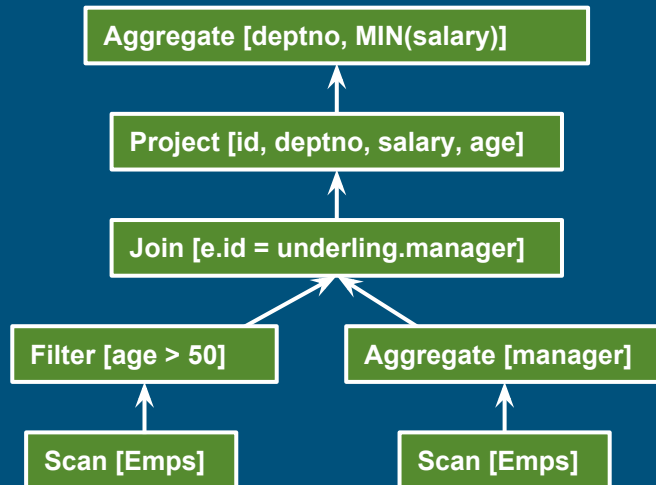 Aggregate [deptno, MIN(salary)]
Project [id, deptno, salary, age]
Join [e.id = underling.manager]
Filter [age > 50]
Aggregate [manager]
Scan [Emps]
Scan [Emps]